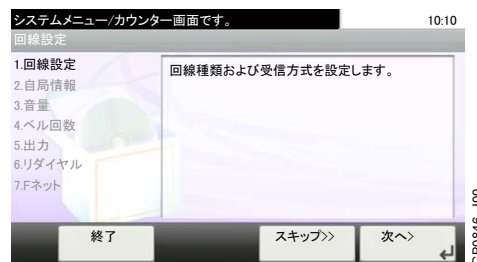 システムメニュー/カウンター画面です。
10:10
回線設定
1.回線設定
2.自局情報
3.音量
4.ベル回数
5.出力
6.リダイヤル
7.Fネット
回線種類および受信方式を設定します。
終了
スキップ>>
次へ>